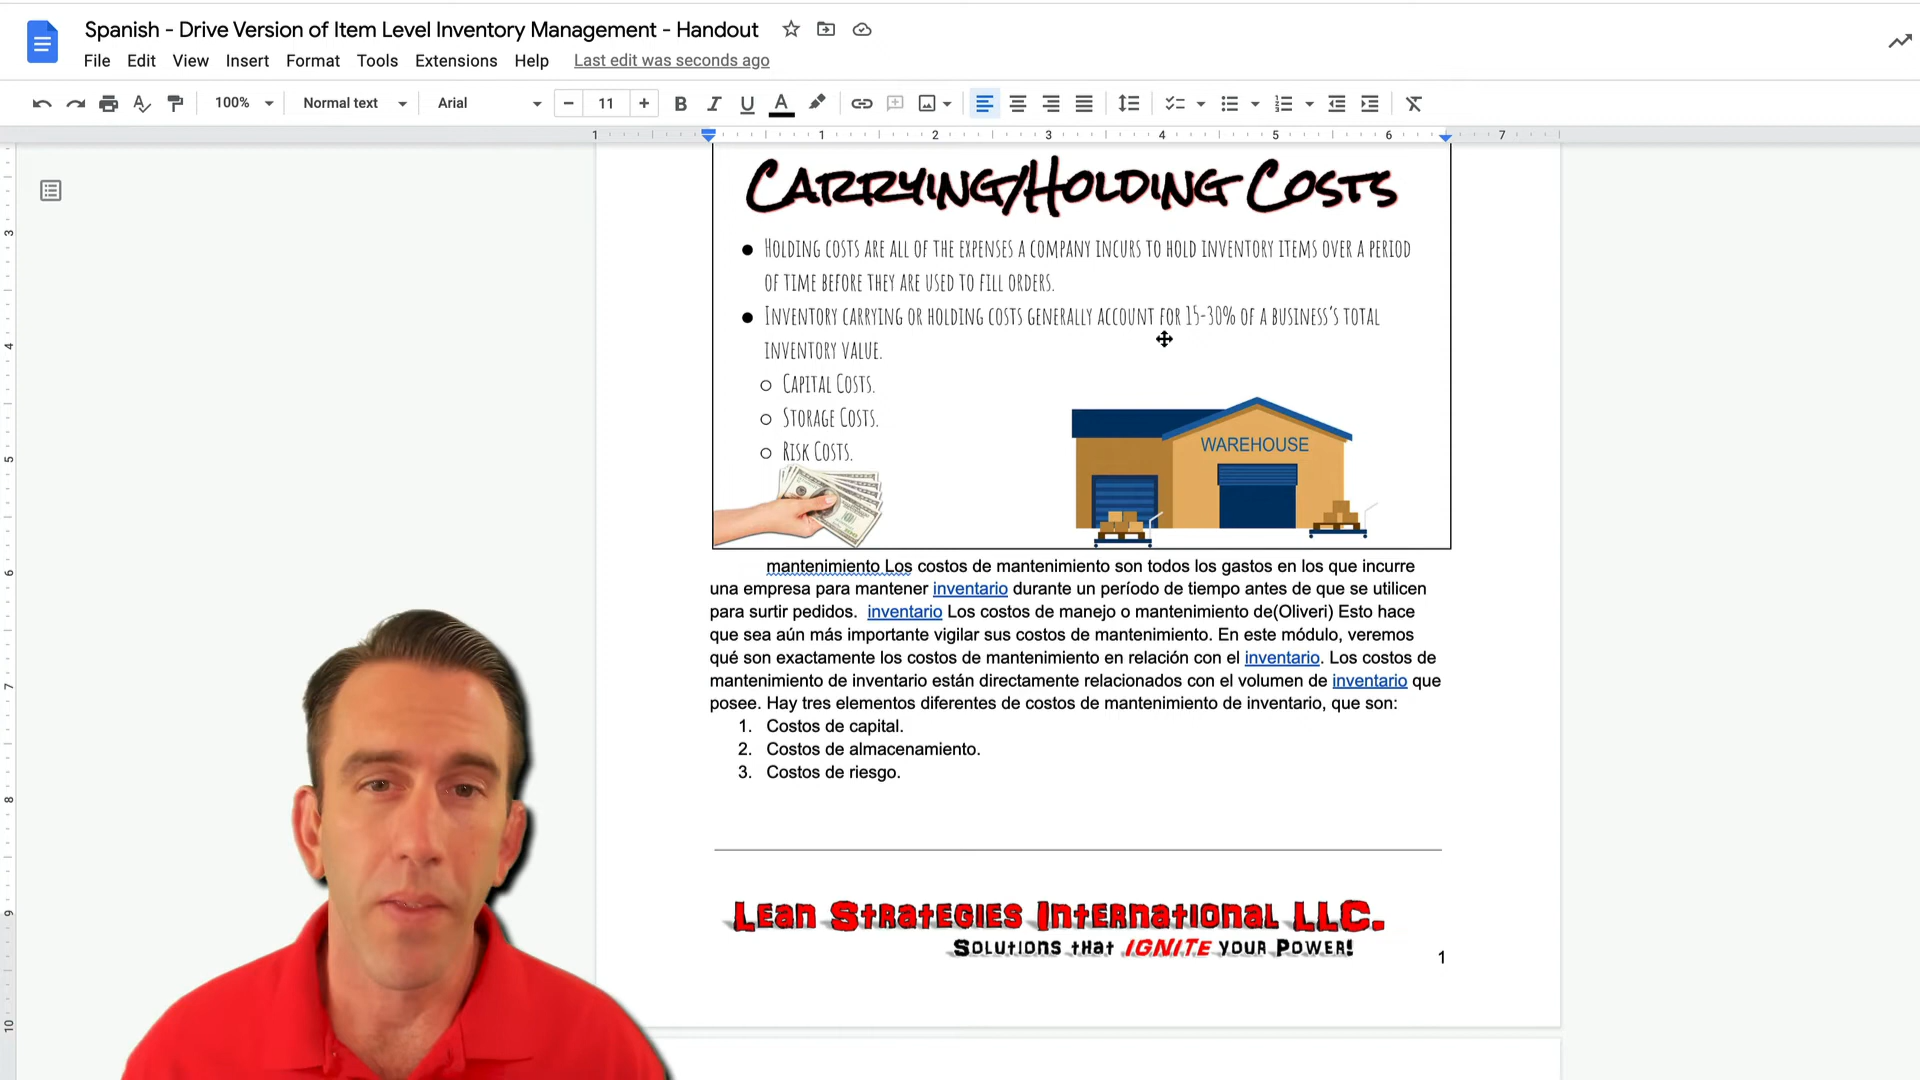 Spanish - Drive Version of Item Level Inventory Management - Handout
File Edit View Insert Format Tools Extensions Help Last edit was seconds ago
100% Normal text Arial 11 B I U A
1 1 2 3 4 5 6 7
3
4
5
6
7
8
9
10
Carrying/Holding Costs
Holding costs are all of the expenses a company incurs to hold inventory items over a period
of time before they are used to fill orders.
Inventory carrying or holding costs generally account for 15-30% of a business's total
inventory value.
Capital Costs.
Storage Costs.
Risk Costs.
WAREHOUSE
mantenimiento Los costos de mantenimiento son todos los gastos en los que incurre
una empresa para mantener inventario durante un período de tiempo antes de que se utilicen
para surtir pedidos. inventario Los costos de manejo o mantenimiento de(Oliveri) Esto hace
que sea aún más importante vigilar sus costos de mantenimiento. En este módulo, veremos
qué son exactamente los costos de mantenimiento en relación con el inventario. Los costos de
mantenimiento de inventario están directamente relacionados con el volumen de inventario que
posee. Hay tres elementos diferentes de costos de mantenimiento de inventario, que son:
1. Costos de capital.
2. Costos de almacenamiento.
3. Costos de riesgo.
Lean Strategies International LLC.
Solutions that IGNITE your Power!
1